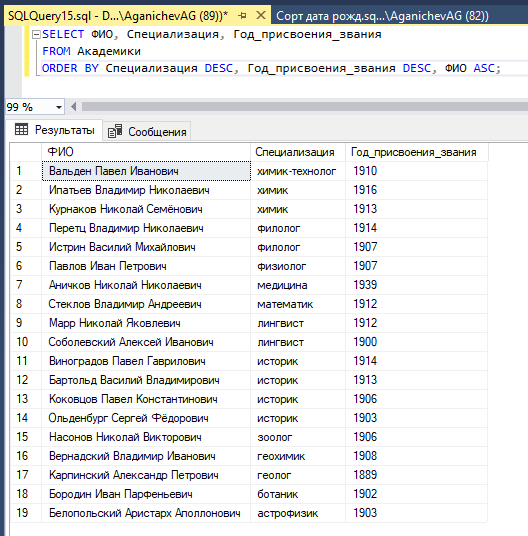 SQLQuery15.sql - D...\AganichevAG (89))* Сорт дата рожд.sq...\AganichevAG (82))
SELECT ФИО, Специализация, Год_присвоения_звания
FROM Академики
ORDER BY Специализация DESC, Год_присвоения_звания DESC, ФИО ASC;
99 %
Результаты Сообщения
ФИО Специализация Год_присвоения_звания
1 Вальден Павел Иванович химик-технолог 1910
2 Ипатьев Владимир Николаевич химик 1916
3 Курнаков Николай Семёнович химик 1913
4 Перетц Владимир Николаевич филолог 1914
5 Истрин Василий Михайлович филолог 1907
6 Павлов Иван Петрович физиолог 1907
7 Аничков Николай Николаевич медицина 1939
8 Стеклов Владимир Андреевич математик 1912
9 Марр Николай Яковлевич лингвист 1912
10 Соболевский Алексей Иванович лингвист 1900
11 Виноградов Павел Гаврилович историк 1914
12 Бартольд Василий Владимирович историк 1913
13 Коковцов Павел Константинович историк 1906
14 Ольденбург Сергей Фёдорович историк 1903
15 Насонов Николай Викторович зоолог 1906
16 Вернадский Владимир Иванович геохимик 1908
17 Карпинский Александр Петрович геолог 1889
18 Бородин Иван Парфеньевич ботаник 1902
19 Белопольский Аристарх Аполлонович астрофизик 1903